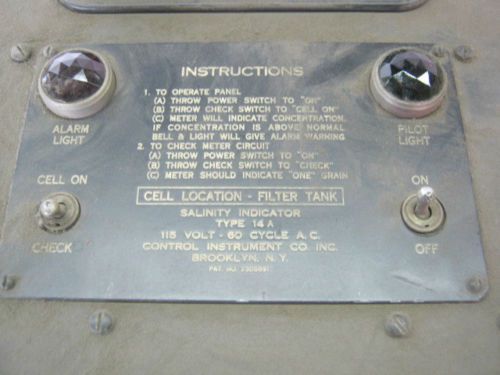 INSTRUCTIONS
1. TO OPERATE PANEL
(A) THROW POWER SWITCH TO "ON"
(B) THROW CHECK SWITCH TO "CELL ON"
(C) METER WILL INDICATE CONCENTRATION.
IF CONCENTRATION IS ABOVE NORMAL
BELL & LIGHT WILL GIVE ALARM WARNING
2. TO CHECK METER CIRCUIT
(A) THROW POWER SWITCH TO "ON"
(B) THROW CHECK SWITCH TO "CHECK"
(C) METER SHOULD INDICATE "ONE" GRAIN
ALARM
LIGHT
PILOT
LIGHT
CELL ON
CHECK
ON
OFF
CELL LOCATION - FILTER TANK
SALINITY INDICATOR
TYPE 14 A
115 VOLT - 60 CYCLE A.C.
CONTROL INSTRUMENT CO. INC.
BROOKLYN, N.Y.
PAT. NO.